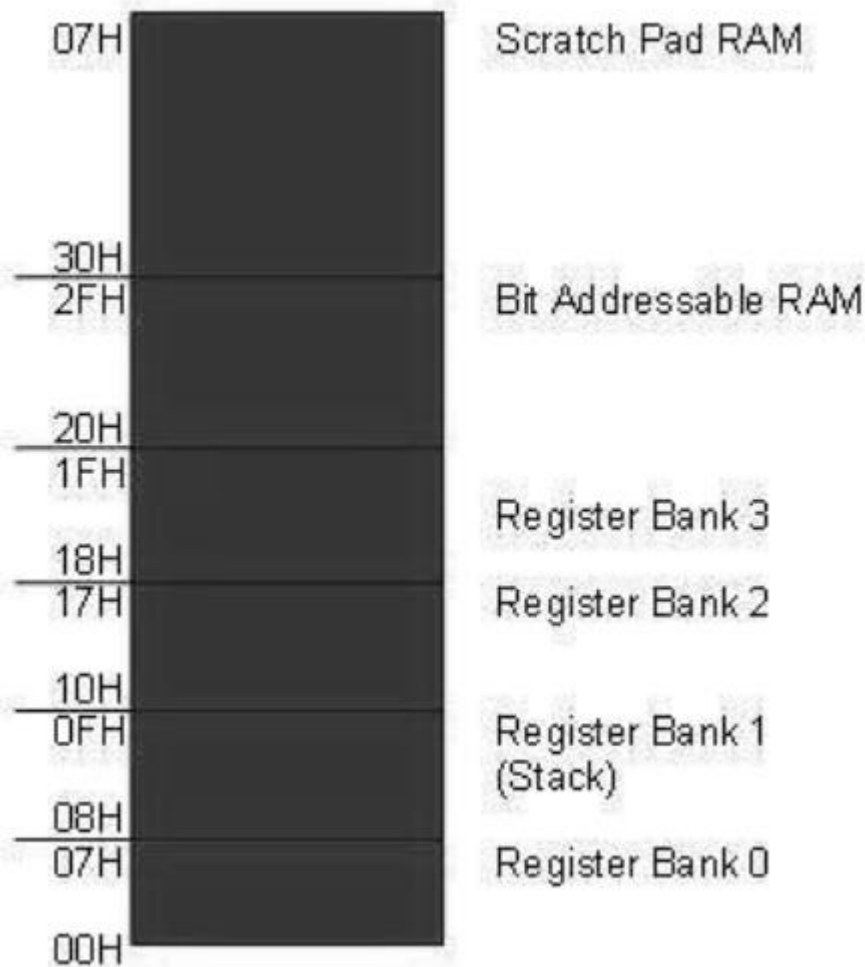 07H Scratch Pad RAM
30H
2FH Bit Addressable RAM
20H
1FH
Register Bank 3
18H
17H Register Bank 2
10H
0FH Register Bank 1
(Stack)
08H
07H Register Bank 0
00H